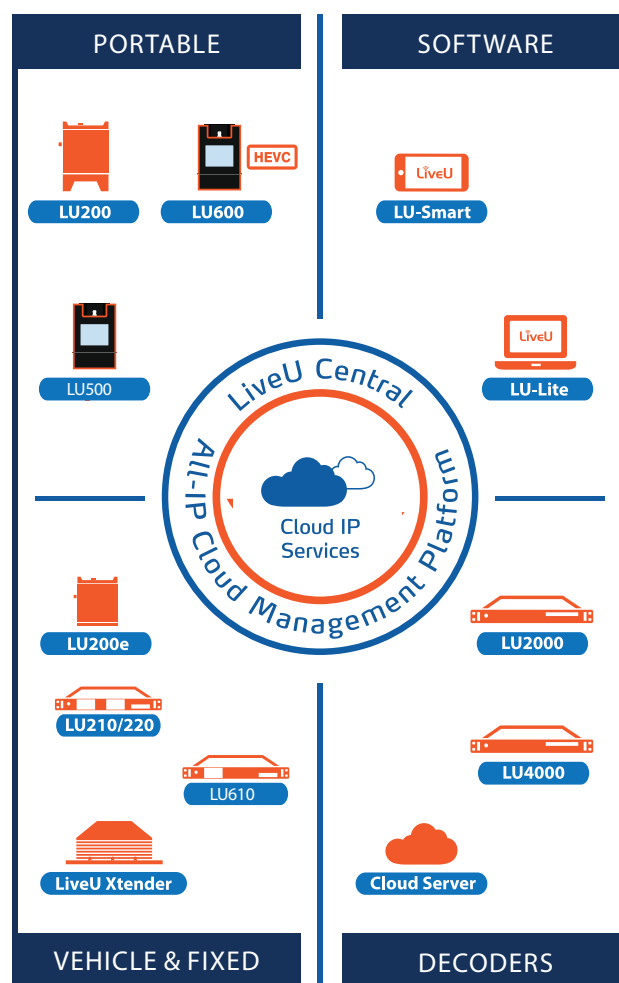 PORTABLE
SOFTWARE
HEVC
LU200
LU600
LiveU
LU-Smart
LU500
LiveU
LU-Lite
LiveU Central
All-IP Cloud Management Platform
Cloud IP
Services
LU200e
LU2000
LU210/220
LU610
LU4000
LiveU Xtender
Cloud Server
VEHICLE & FIXED
DECODERS